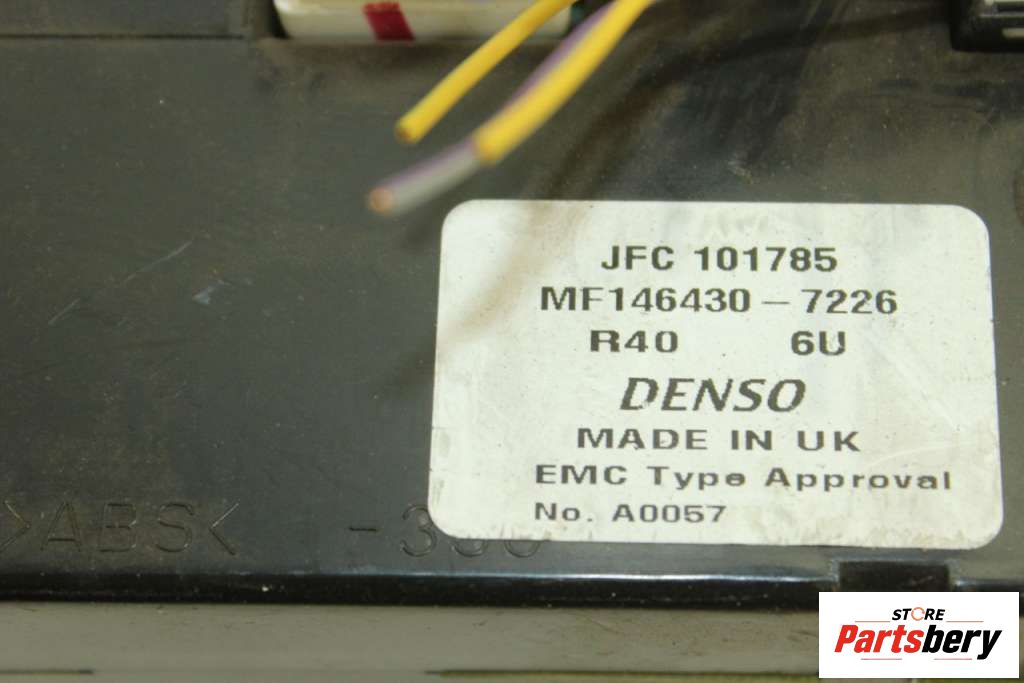 JFC 101785
MF146430-7226
R40 6U
DENSO
MADE IN UK
EMC Type Approval
No. A0057
>ABS<
STORE
Partsbery